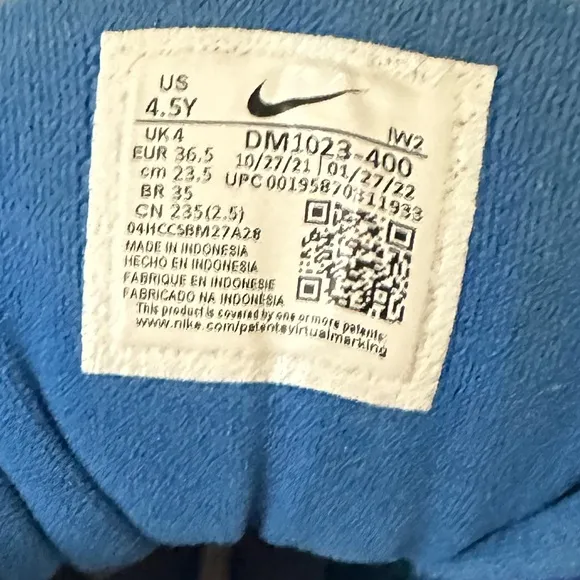 US
4.5Y
IW2
UK 4
DM1023-400
EUR 36.5
10/27/21 | 01/27/22
cm 23.5
UPC 00195870311933
BR 35
CN 235(2.5)
04HCCSBM27A28
MADE IN INDONESIA
HECHO EN INDONESIA
FABRIQUE EN INDONESIE
FABRICADO NA INDONÉSIA
This product is covered by one or more patents:
www.nike.com/patentsvirtualmarking